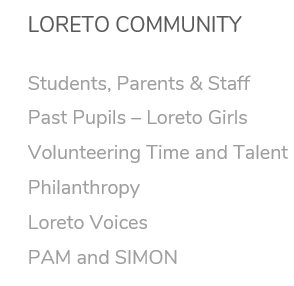 LORETO COMMUNITY
Students, Parents & Staff
Past Pupils – Loreto Girls
Volunteering Time and Talent
Philanthropy
Loreto Voices
PAM and SIMON